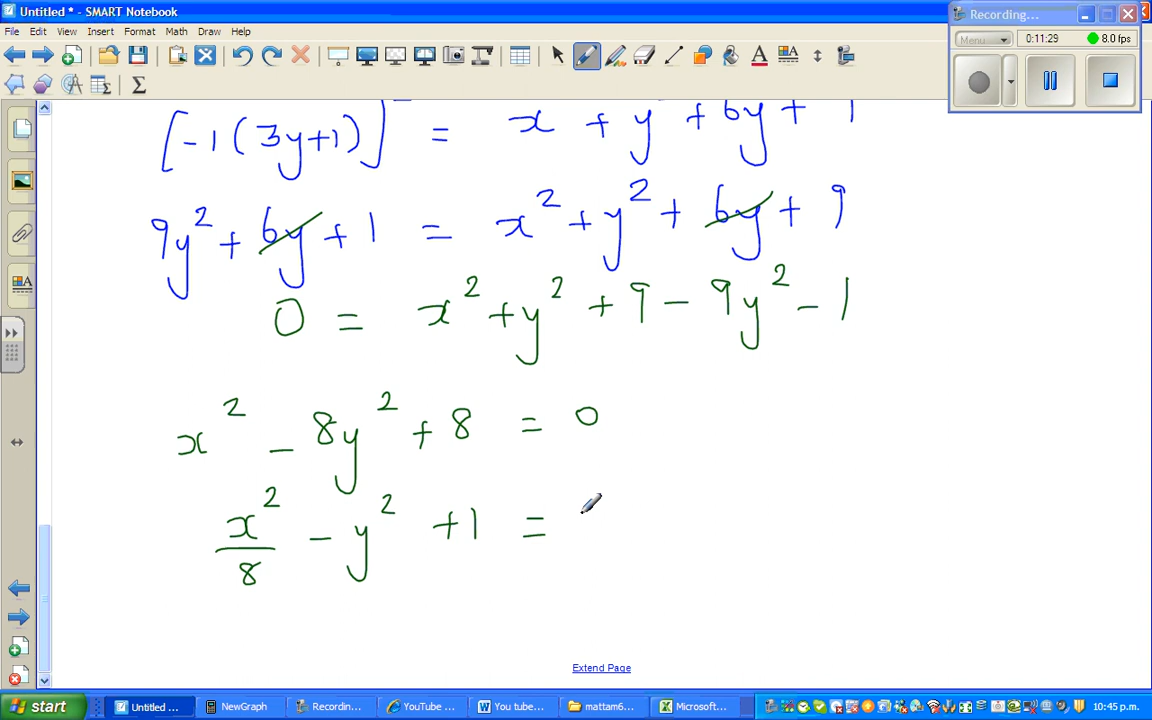 Untitled * - SMART Notebook
File Edit View Insert Format Math Draw Help
Recording...
Menu 0:11:29 8.0 fps
[-1(3y+1)] = x + y + 6y + 1
9y² + 6y + 1 = x² + y² + 6y + 9
0 = x² + y² + 9 - 9y² - 1
x² - 8y² + 8 = 0
x²/8 - y² + 1 =
Extend Page
start Untitled ... NewGraph Recordin... YouTube ... You tube... mattam6... Microsoft... 10:45 p.m.